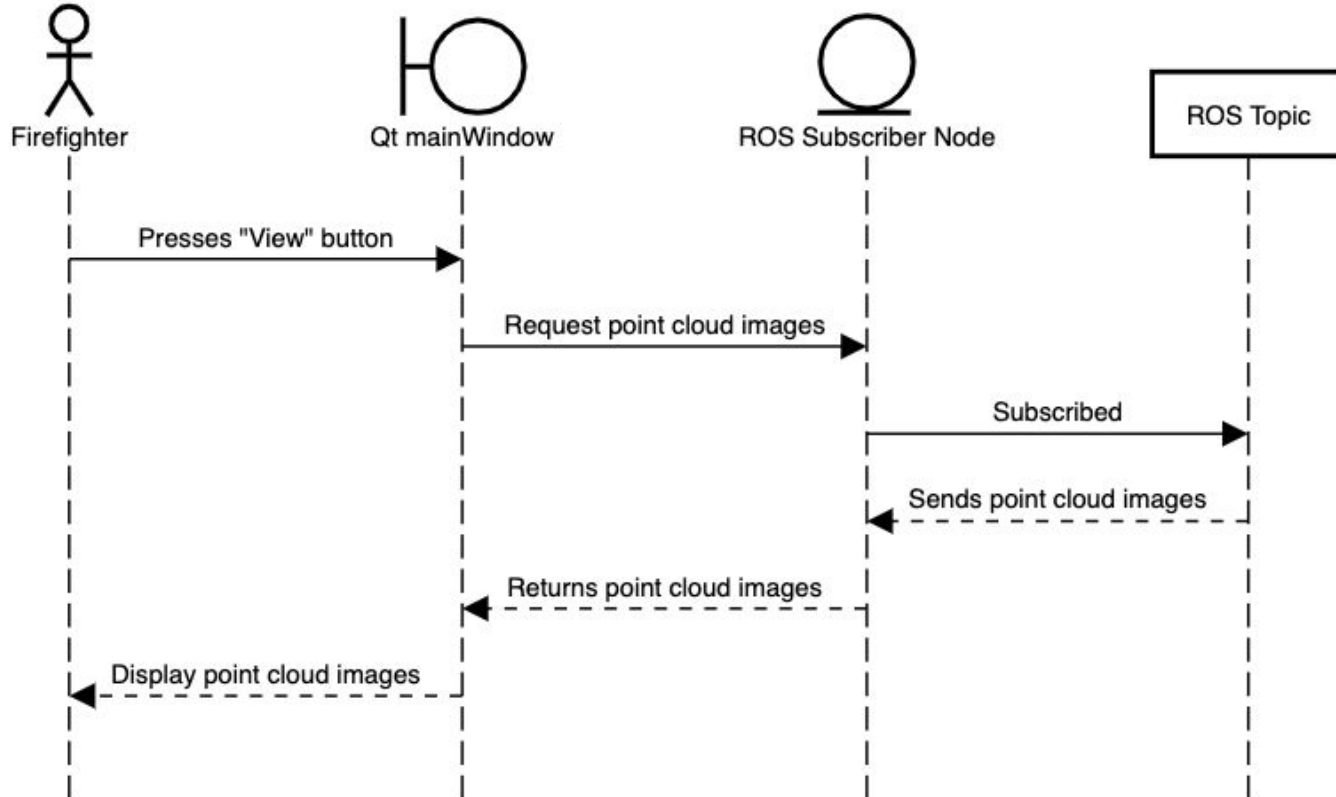 Firefighter
Qt mainWindow
ROS Subscriber Node
ROS Topic
Presses "View" button
Request point cloud images
Subscribed
Sends point cloud images
Returns point cloud images
Display point cloud images